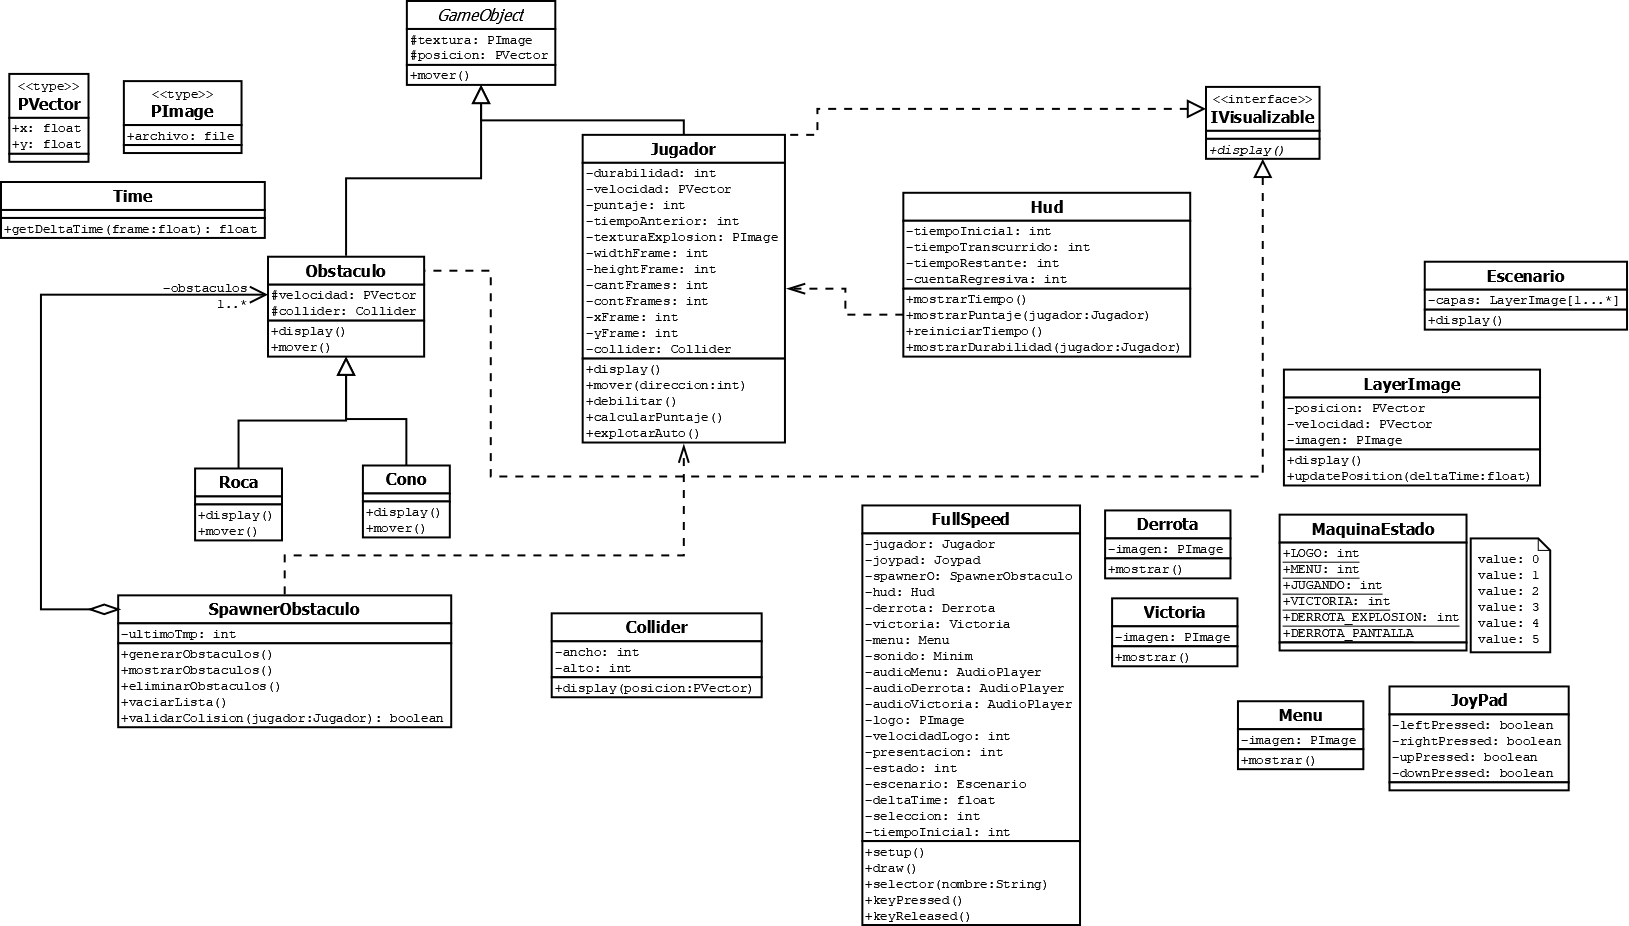 GameObject
#textura: PImage
#posicion: PVector
+mover()
<<type>>
PVector
+x: float
+y: float
<<type>>
PImage
+archivo: file
Time
+getDeltaTime(frame:float): float
<<interface>>
IVisualizable
+display()
Jugador
-durabilidad: int
-velocidad: PVector
-puntaje: int
-tiempoAnterior: int
-texturaExplosion: PImage
-widthFrame: int
-heightFrame: int
-cantFrames: int
-contFrames: int
-xFrame: int
-yFrame: int
-collider: Collider
+display()
+mover(direccion:int)
+debilitar()
+calcularPuntaje()
+explotarAuto()
Hud
-tiempoInicial: int
-tiempoTranscurrido: int
-tiempoRestante: int
-cuentaRegresiva: int
+mostrarTiempo()
+mostrarPuntaje(jugador:Jugador)
+reiniciarTiempo()
+mostrarDurabilidad(jugador:Jugador)
-obstaculos
1..*
Obstaculo
#velocidad: PVector
#collider: Collider
+display()
+mover()
Escenario
-capas: LayerImage[1...*]
+display()
LayerImage
-posicion: PVector
-velocidad: PVector
-imagen: PImage
+display()
+updatePosition(deltaTime:float)
Roca
+display()
+mover()
Cono
+display()
+mover()
SpawnerObstaculo
-ultimoTmp: int
+generarObstaculos()
+mostrarObstaculos()
+eliminarObstaculos()
+vaciarLista()
+validarColision(jugador:Jugador): boolean
Collider
-ancho: int
-alto: int
+display(posicion:PVector)
FullSpeed
-jugador: Jugador
-joypad: Joypad
-spawnerO: SpawnerObstaculo
-hud: Hud
-derrota: Derrota
-victoria: Victoria
-menu: Menu
-sonido: Minim
-audioMenu: AudioPlayer
-audioDerrota: AudioPlayer
-audioVictoria: AudioPlayer
-logo: PImage
-velocidadLogo: int
-presentacion: int
-estado: int
-escenario: Escenario
-deltaTime: float
-seleccion: int
-tiempoInicial: int
+setup()
+draw()
+selector(nombre:String)
+keyPressed()
+keyReleased()
Derrota
-imagen: PImage
+mostrar()
Victoria
-imagen: PImage
+mostrar()
MaquinaEstado
+LOGO: int
+MENU: int
+JUGANDO: int
+VICTORIA: int
+DERROTA_EXPLOSION: int
+DERROTA_PANTALLA
value: 0
value: 1
value: 2
value: 3
value: 4
value: 5
Menu
-imagen: PImage
+mostrar()
JoyPad
-leftPressed: boolean
-rightPressed: boolean
-upPressed: boolean
-downPressed: boolean